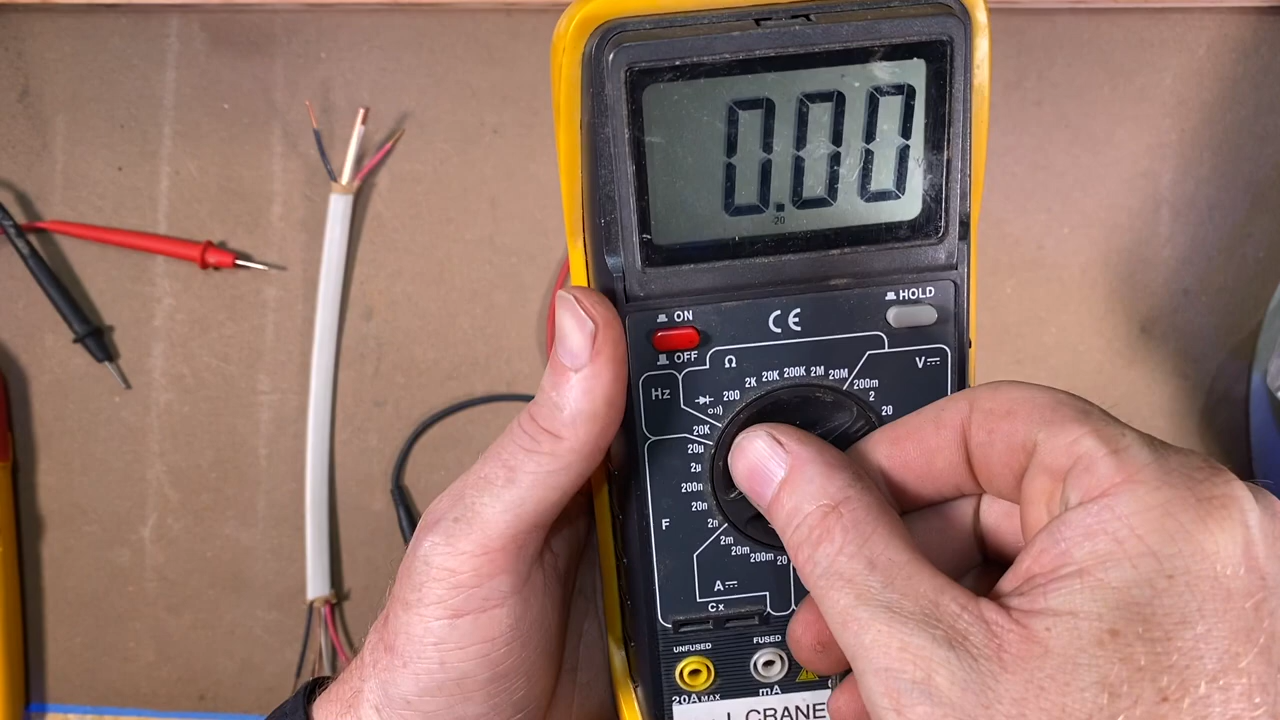 0.00
20
ON
HOLD
OFF
CE
Ω
V
Hz
200
2K
20K
200K
2M
20M
200m
2
20
20K
20µ
2µ
200n
20n
2n
F
2m
20m
200m
20
A
Cx
UNFUSED
FUSED
20A MAX
mA
CRANE